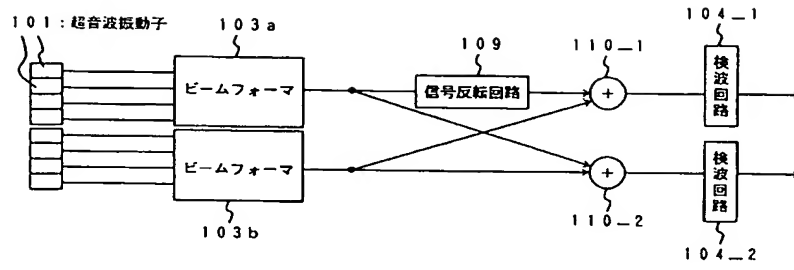 101：超音波振動子
103a
ビームフォーマ
109
信号反転回路
110_1
+
104_1
検波回路
ビームフォーマ
103b
+
110_2
検波回路
104_2